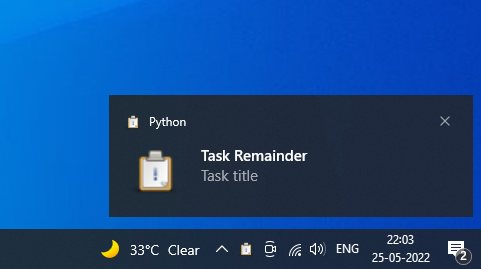 Python
Task Remainder
Task title
33°C Clear
ENG
22:03
25-05-2022
2